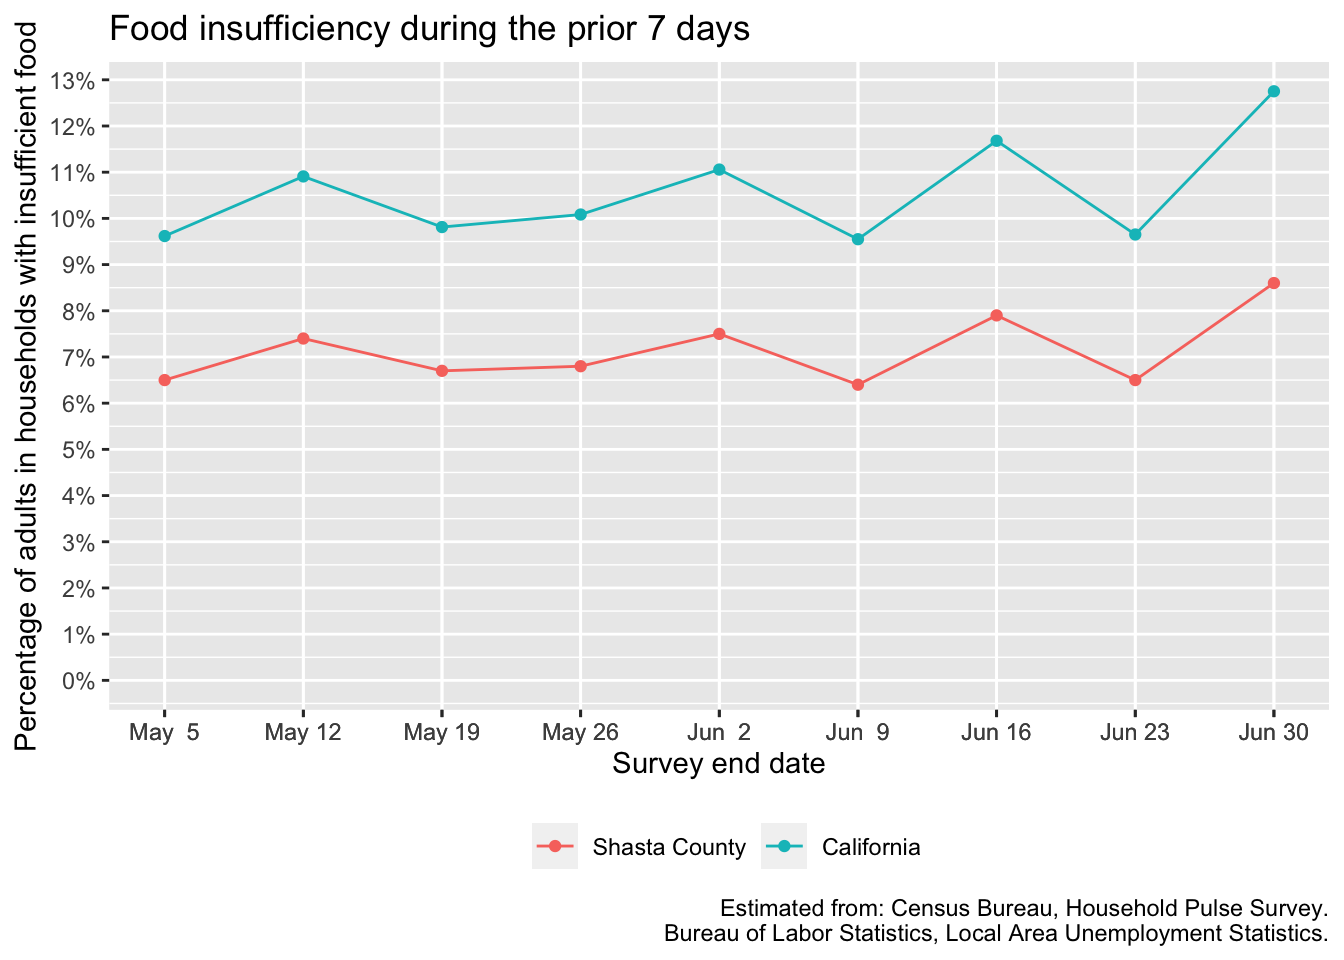 Food insufficiency during the prior 7 days
Percentage of adults in households with insufficient food
13%
12%
11%
10%
9%
8%
7%
6%
5%
4%
3%
2%
1%
0%
May 5 May 12 May 19 May 26 Jun 2 Jun 9 Jun 16 Jun 23 Jun 30
Survey end date
Shasta County California
Estimated from: Census Bureau, Household Pulse Survey.
Bureau of Labor Statistics, Local Area Unemployment Statistics.